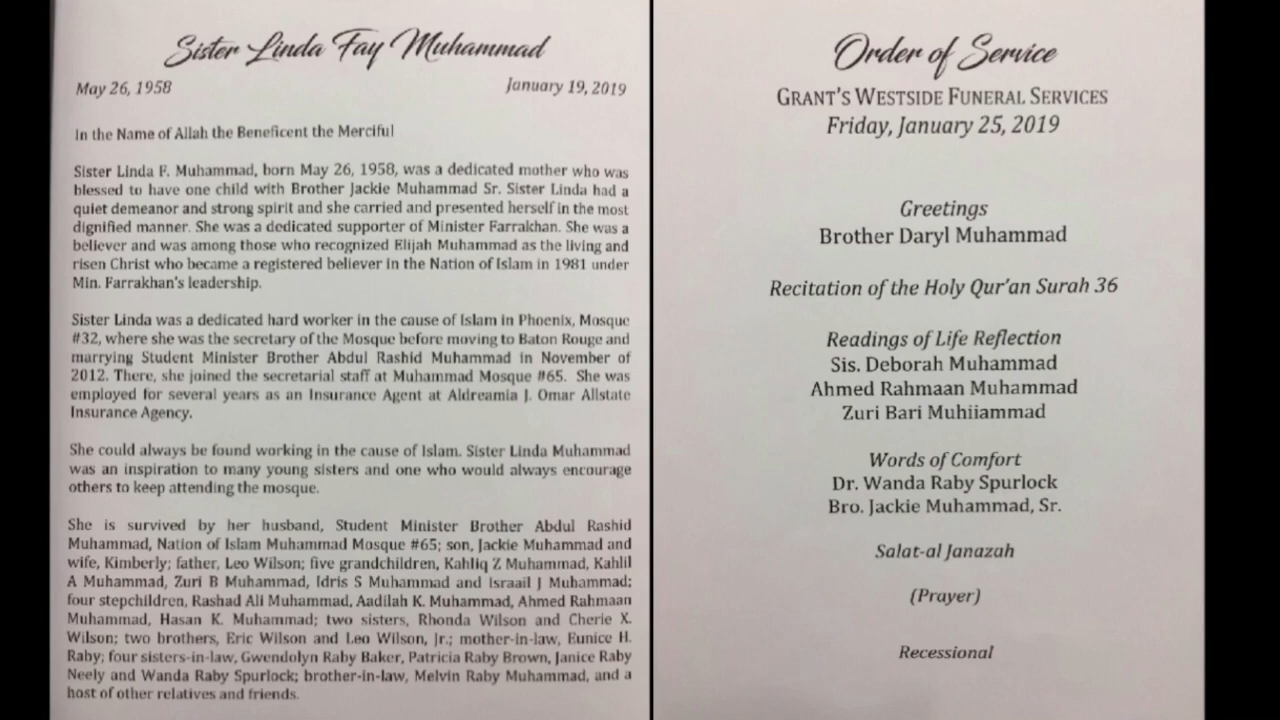 Sister Linda Fay Muhammad
May 26, 1958 January 19, 2019
In the Name of Allah the Beneficent the Merciful
Sister Linda F. Muhammad, born May 26, 1958, was a dedicated mother who was
blessed to have one child with Brother Jackie Muhammad Sr. Sister Linda had a
quiet demeanor and strong spirit and she carried and presented herself in the most
dignified manner. She was a dedicated supporter of Minister Farrakhan. She was a
believer and was among those who recognized Elijah Muhammad as the living and
risen Christ who became a registered believer in the Nation of Islam in 1981 under
Min. Farrakhan's leadership.
Sister Linda was a dedicated hard worker in the cause of Islam in Phoenix, Mosque
#32, where she was the secretary of the Mosque before moving to Baton Rouge and
marrying Student Minister Brother Abdul Rashid Muhammad in November of
2012. There, she joined the secretarial staff at Muhammad Mosque #65. She was
employed for several years as an Insurance Agent at Aldreamia J. Omar Allstate
Insurance Agency.
She could always be found working in the cause of Islam. Sister Linda Muhammad
was an inspiration to many young sisters and one who would always encourage
others to keep attending the mosque.
She is survived by her husband, Student Minister Brother Abdul Rashid
Muhammad, Nation of Islam Muhammad Mosque #65; son, Jackie Muhammad and
wife, Kimberly; father, Leo Wilson; five grandchildren, Kahliq Z Muhammad, Kahlil
A Muhammad, Zuri B Muhammad, Idris S Muhammad and Israail J Muhammad;
four stepchildren, Rashad Ali Muhammad, Aadilah K. Muhammad, Ahmed Rahmaan
Muhammad, Hasan K. Muhammad; two sisters, Rhonda Wilson and Cherie X.
Wilson; two brothers, Eric Wilson and Leo Wilson, Jr.; mother-in-law, Eunice H.
Raby; four sisters-in-law, Gwendolyn Raby Baker, Patricia Raby Brown, Janice Raby
Neely and Wanda Raby Spurlock; brother-in-law, Melvin Raby Muhammad, and a
host of other relatives and friends.
Order of Service
GRANT'S WESTSIDE FUNERAL SERVICES
Friday, January 25, 2019
Greetings
Brother Daryl Muhammad
Recitation of the Holy Qur'an Surah 36
Readings of Life Reflection
Sis. Deborah Muhammad
Ahmed Rahmaan Muhammad
Zuri Bari Muhiiammad
Words of Comfort
Dr. Wanda Raby Spurlock
Bro. Jackie Muhammad, Sr.
Salat-al Janazah
(Prayer)
Recessional